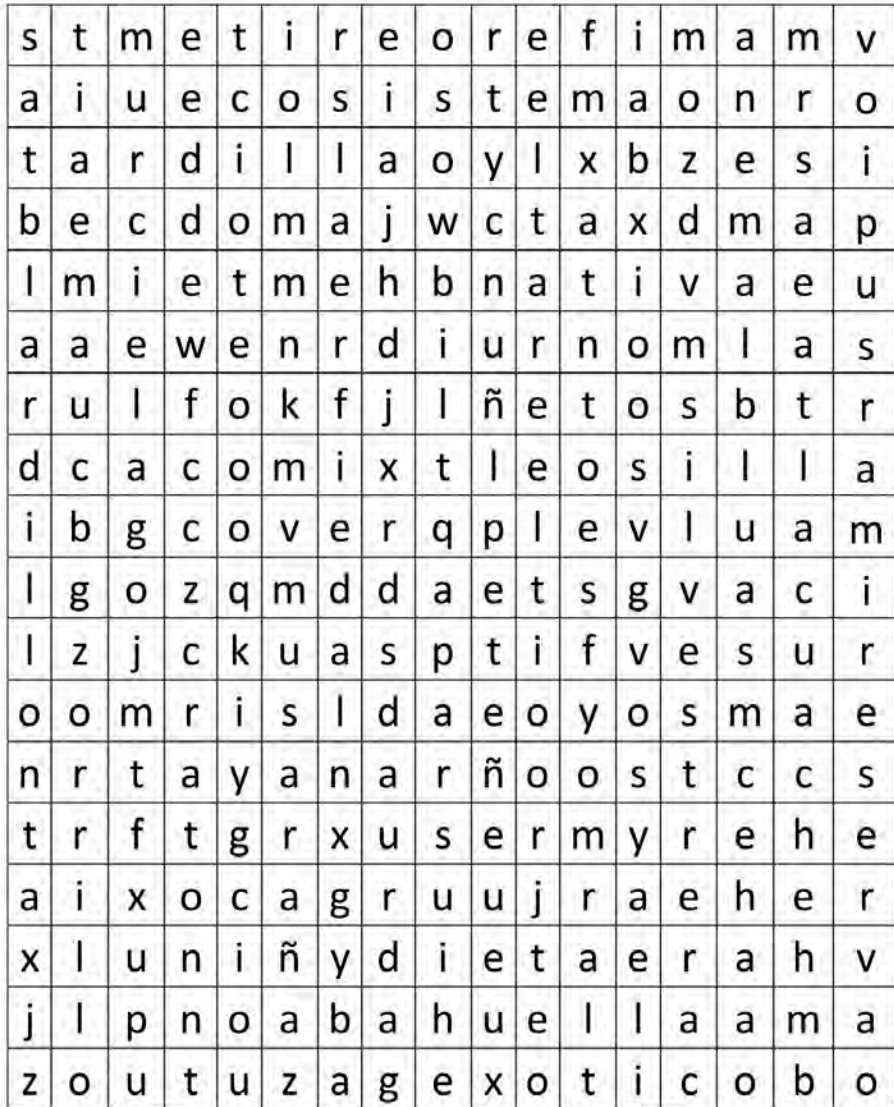 s t m e t i r e o r e f i m a m v
a i u e c o s i s t e m a o n r o
t a r d i l l a o y l x b z e s i
b e c d o m a j w c t a x d m a p
l m i e t m e h b n a t i v a e u
a a e w e n r d i u r n o m l a s
r u l f o k f j l ñ e t o s b t r
d c a c o m i x t l e o s i l l a
i b g c o v e r q p l e v l u a m
l g o z q m d d a e t s g v a c i
l z j c k u a s p t i f v e s u r
o o m r i s l d a e o y o s m a e
n r t a y a n a r ñ o o s t c c s
t r f t g r x u s e r m y r e h e
a i x o c a g r u u j r a e h e r
x l u n i ñ y d i e t a e r a h v
j l p n o a b a h u e l l a a m a
z o u t u z a g e x o t i c o b o